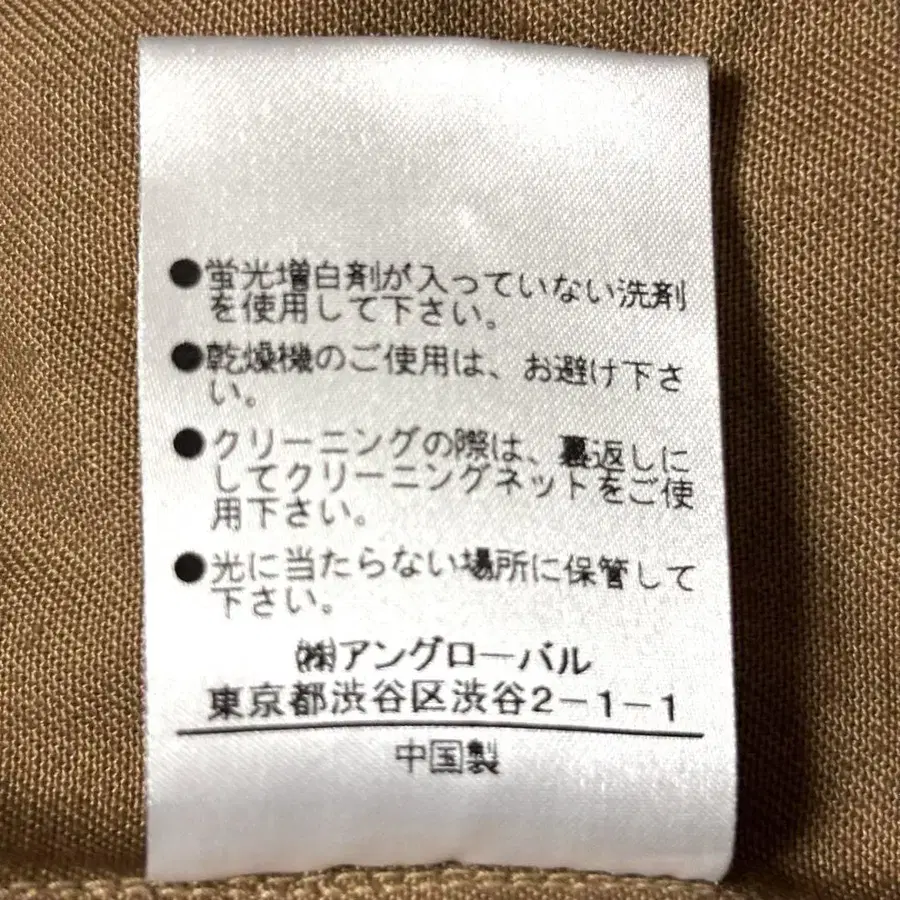 ●蛍光増白剤が入っていない洗剤
を使用して下さい。
●乾燥機のご使用は、お避け下さ
い。
●クリーニングの際は、裏返しに
してクリーニングネットをご使
用下さい。
●光に当たらない場所に保管して
下さい。
㈱アングローバル
東京都渋谷区渋谷2-1-1
中国製